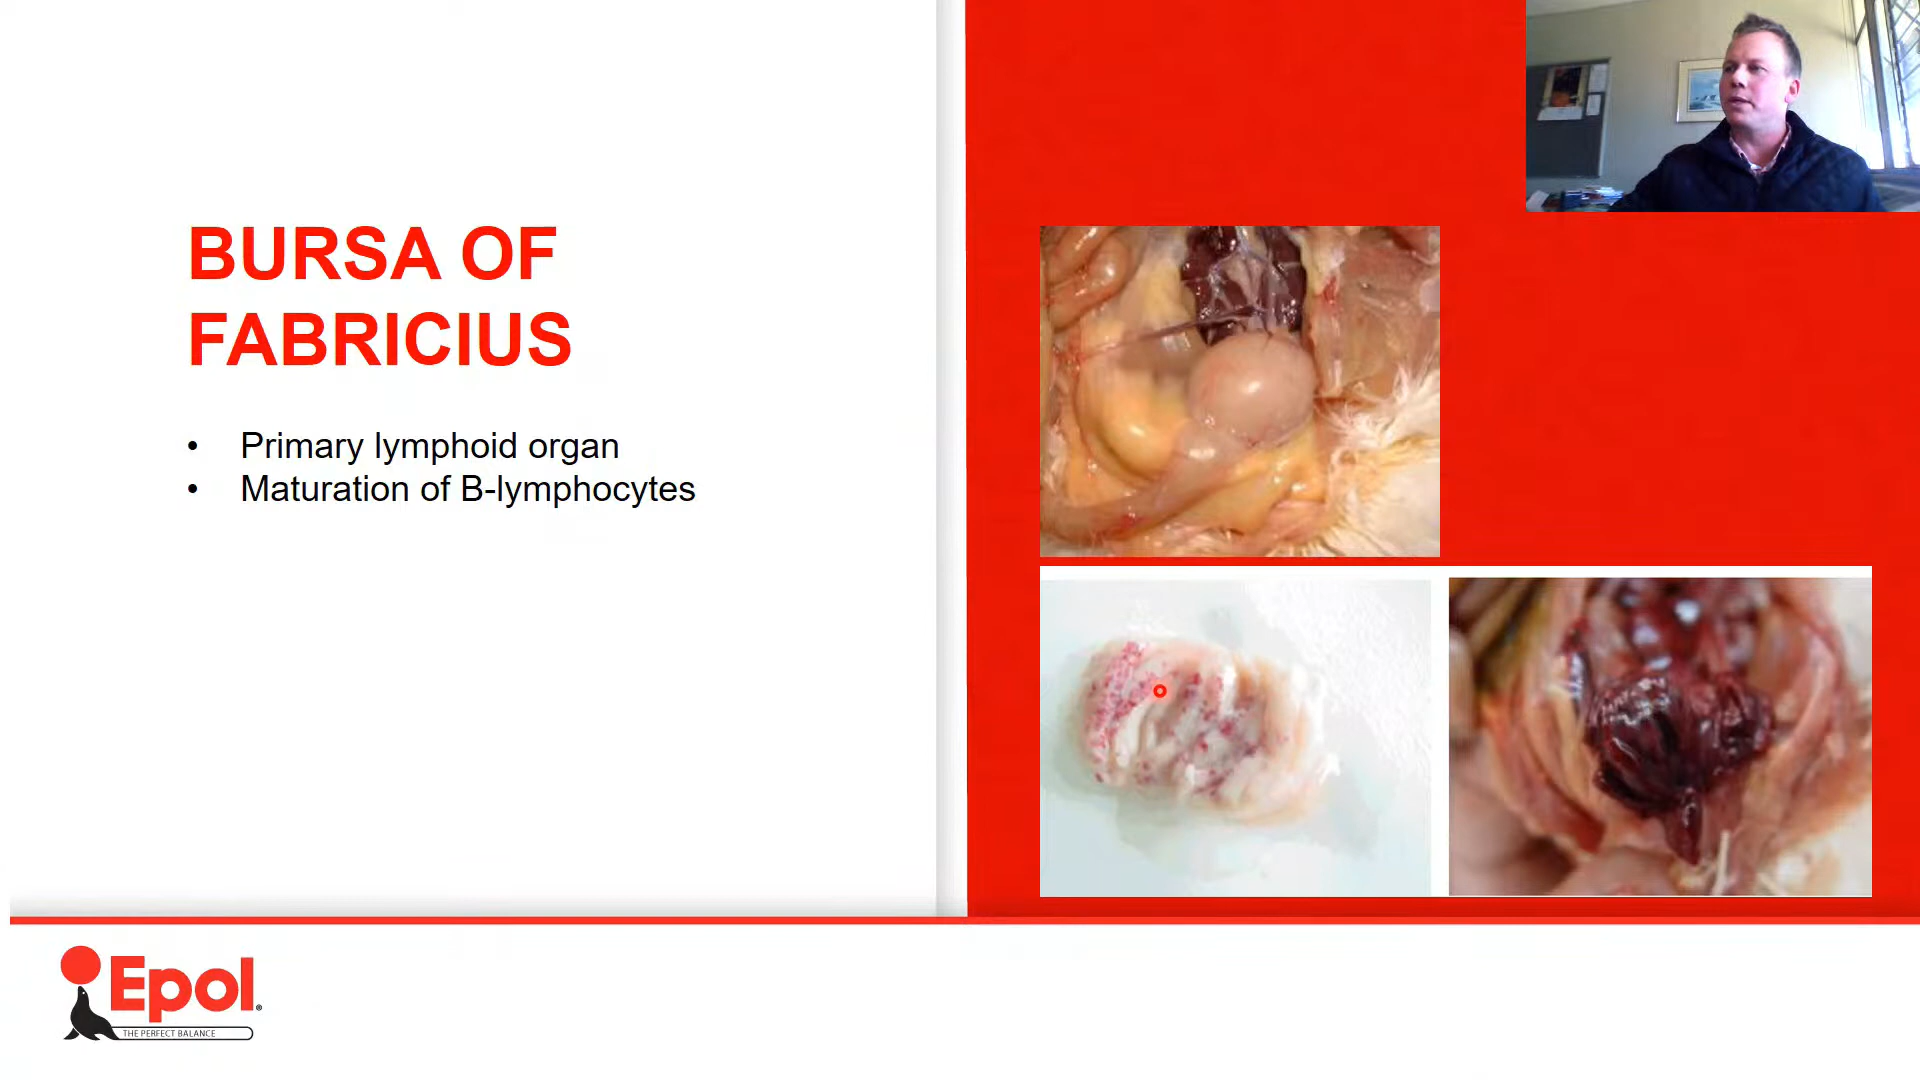 BURSA OF
FABRICIUS
• Primary lymphoid organ
• Maturation of B-lymphocytes
Epol®
THE PERFECT BALANCE